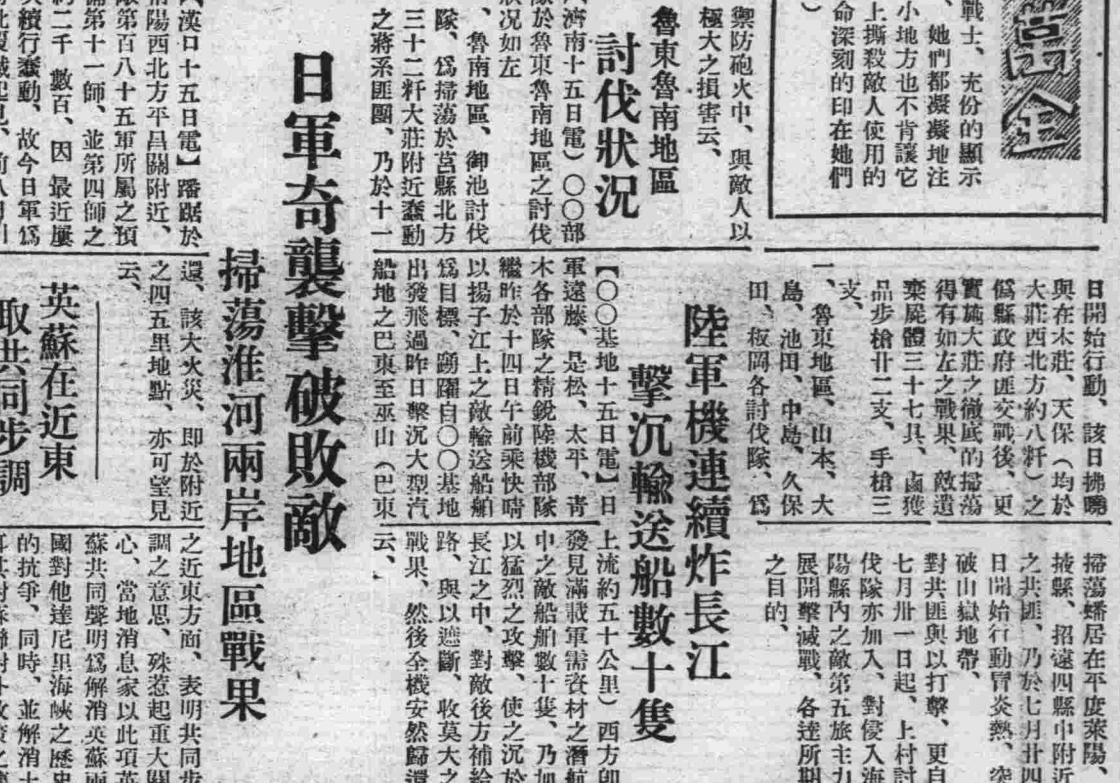 戰士、充份的顯示
、她們都凝凝地注
小地方也不肯讓它
上撕殺敵人使用的
命深刻的印在她們
)
禦防砲火中、與敵人以
極大之損害云、
魯東魯南地區
討伐狀況
濟南十五日電)〇〇部
隊於魯東魯南地區之討伐
狀況如左
、魯南地區、御池討伐
隊、爲掃蕩於莒縣北方
三十二粁大莊附近蠢動
之蔣系匪團、乃於十一
日開始行動、該日拂曉
與在木莊、天保(均於
大莊西北方約八粁)之
僞縣政府匪交戰後、更
實施大莊之徹底的掃蕩
得有如左之戰果、敵遺
棄屍體三十七具、鹵獲
品步槍廿二支、手槍三
支、
一、魯東地區、山本、大
島、池田、中島、久保
田、板岡各討伐隊、爲
掃蕩蟠居在平度萊陽、
掖縣、招遠四縣中附近
之共匪、乃於七月廿四
日開始行動冒炎熱、突
破山嶽地帶、
對共匪與以打擊、更
七月卅一日起、上村討
伐隊亦加入、對侵入海
陽縣內之敵第五旅主力
展開擊滅戰、各達所期
之目的、
陸軍機連續炸長江
擊沉輸送船數十隻
【〇〇基地十五日電】日
軍遠藤、是松、太平、青
木各部隊之精銳陸機部隊
繼昨於十四日午前乘快晴
以揚子江上之敵輸送船舶
爲目標、踴躍自〇〇基地
出發飛過昨日擊沉大型汽
船地之巴東至巫山(巴東
上流約五十公里)西方卽
發見滿載軍需資材之潛航
中之敵船舶數十隻、乃加
以猛烈之攻擊、使之沉於
長江之中、對敵後方補給
路、與以遮斷、收莫大之
戰果、然後全機安然歸還
云、
日軍奇襲擊破敗敵
掃蕩淮河兩岸地區戰果
漢口十五日電】蹯踞於
陽西北方平昌關附近、
敵第百八十五軍所屬之預
備第十一師、並第四師之
約二千數百、因最近屢
續行蠢動、故今日軍爲
還、該大火災、卽於附近
之四五里地點、亦可望見
云、
英蘇在近東
取共同步調
之近東方面、表明共同步
調之意思、殊惹起重大關
心、當地消息家以此項英
蘇共同聲明爲解消英蘇兩
國對他達尼里海峽之歷史
的抗爭、同時、並解消土